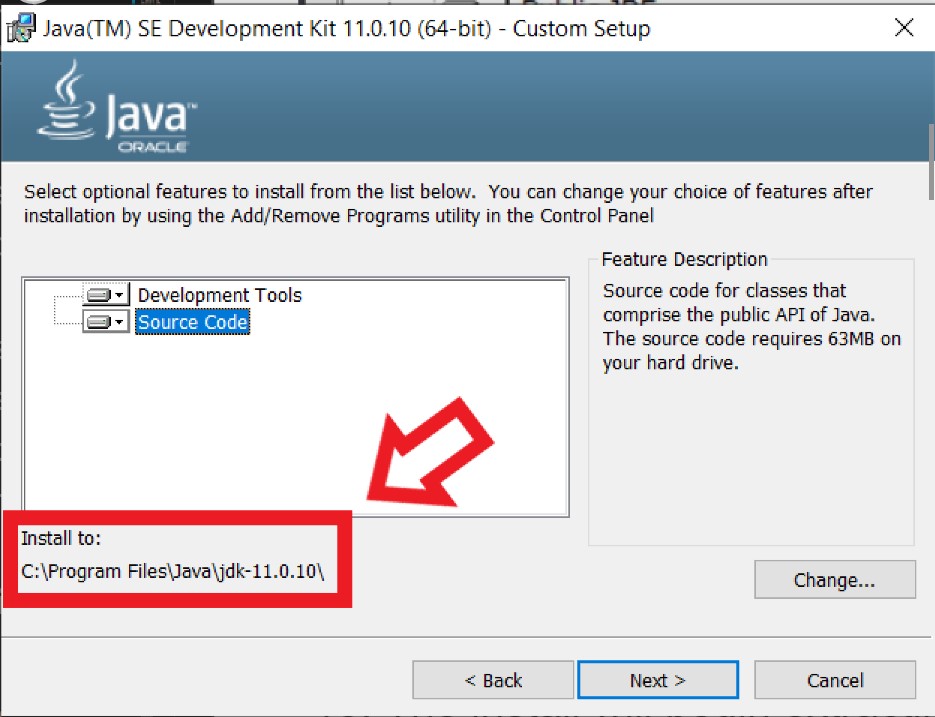 Java(TM) SE Development Kit 11.0.10 (64-bit) - Custom Setup
Java™
ORACLE
Select optional features to install from the list below.  You can change your choice of features after
installation by using the Add/Remove Programs utility in the Control Panel
Development Tools
Source Code
Feature Description
Source code for classes that
comprise the public API of Java.
The source code requires 63MB on
your hard drive.
Install to:
C:\Program Files\Java\jdk-11.0.10\
Change...
< Back
Next >
Cancel